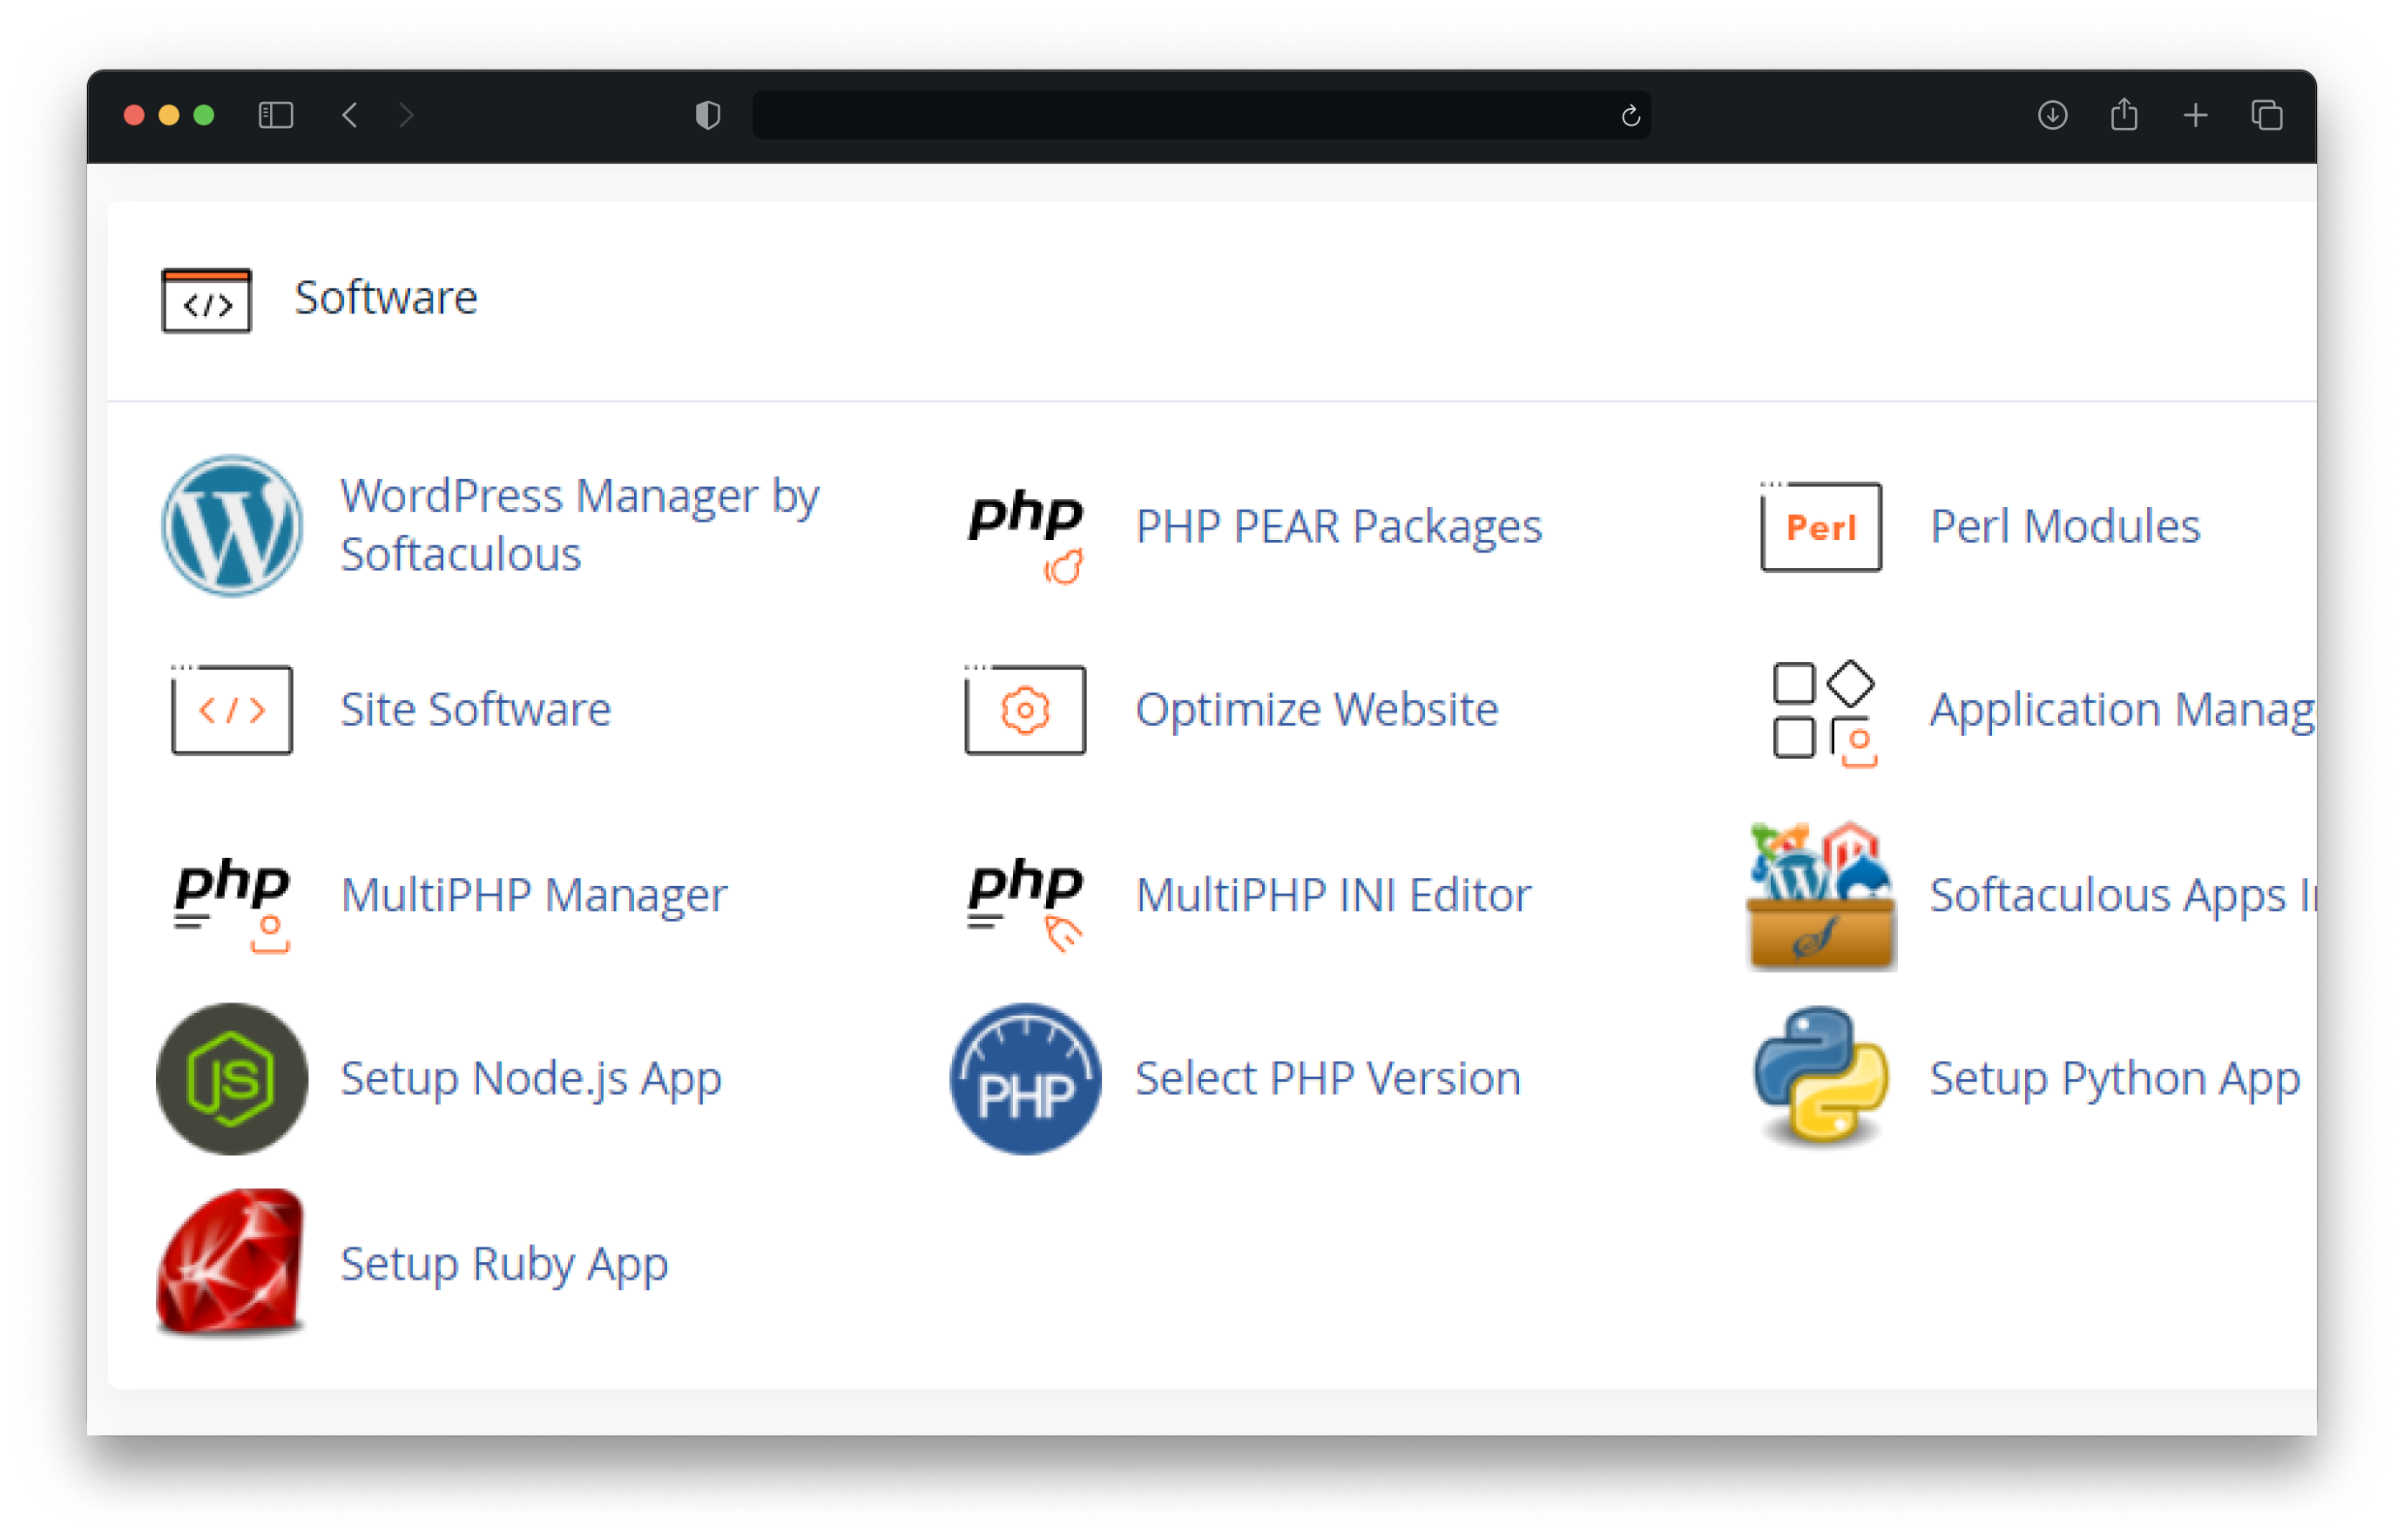 Software
WordPress Manager by
Softaculous
php
PHP PEAR Packages
Perl
Perl Modules
Site Software
Optimize Website
Application Manag
php
MultiPHP Manager
php
MultiPHP INI Editor
Softaculous Apps
JS
Setup Node.js App
PHP
Select PHP Version
Setup Python App
Setup Ruby App